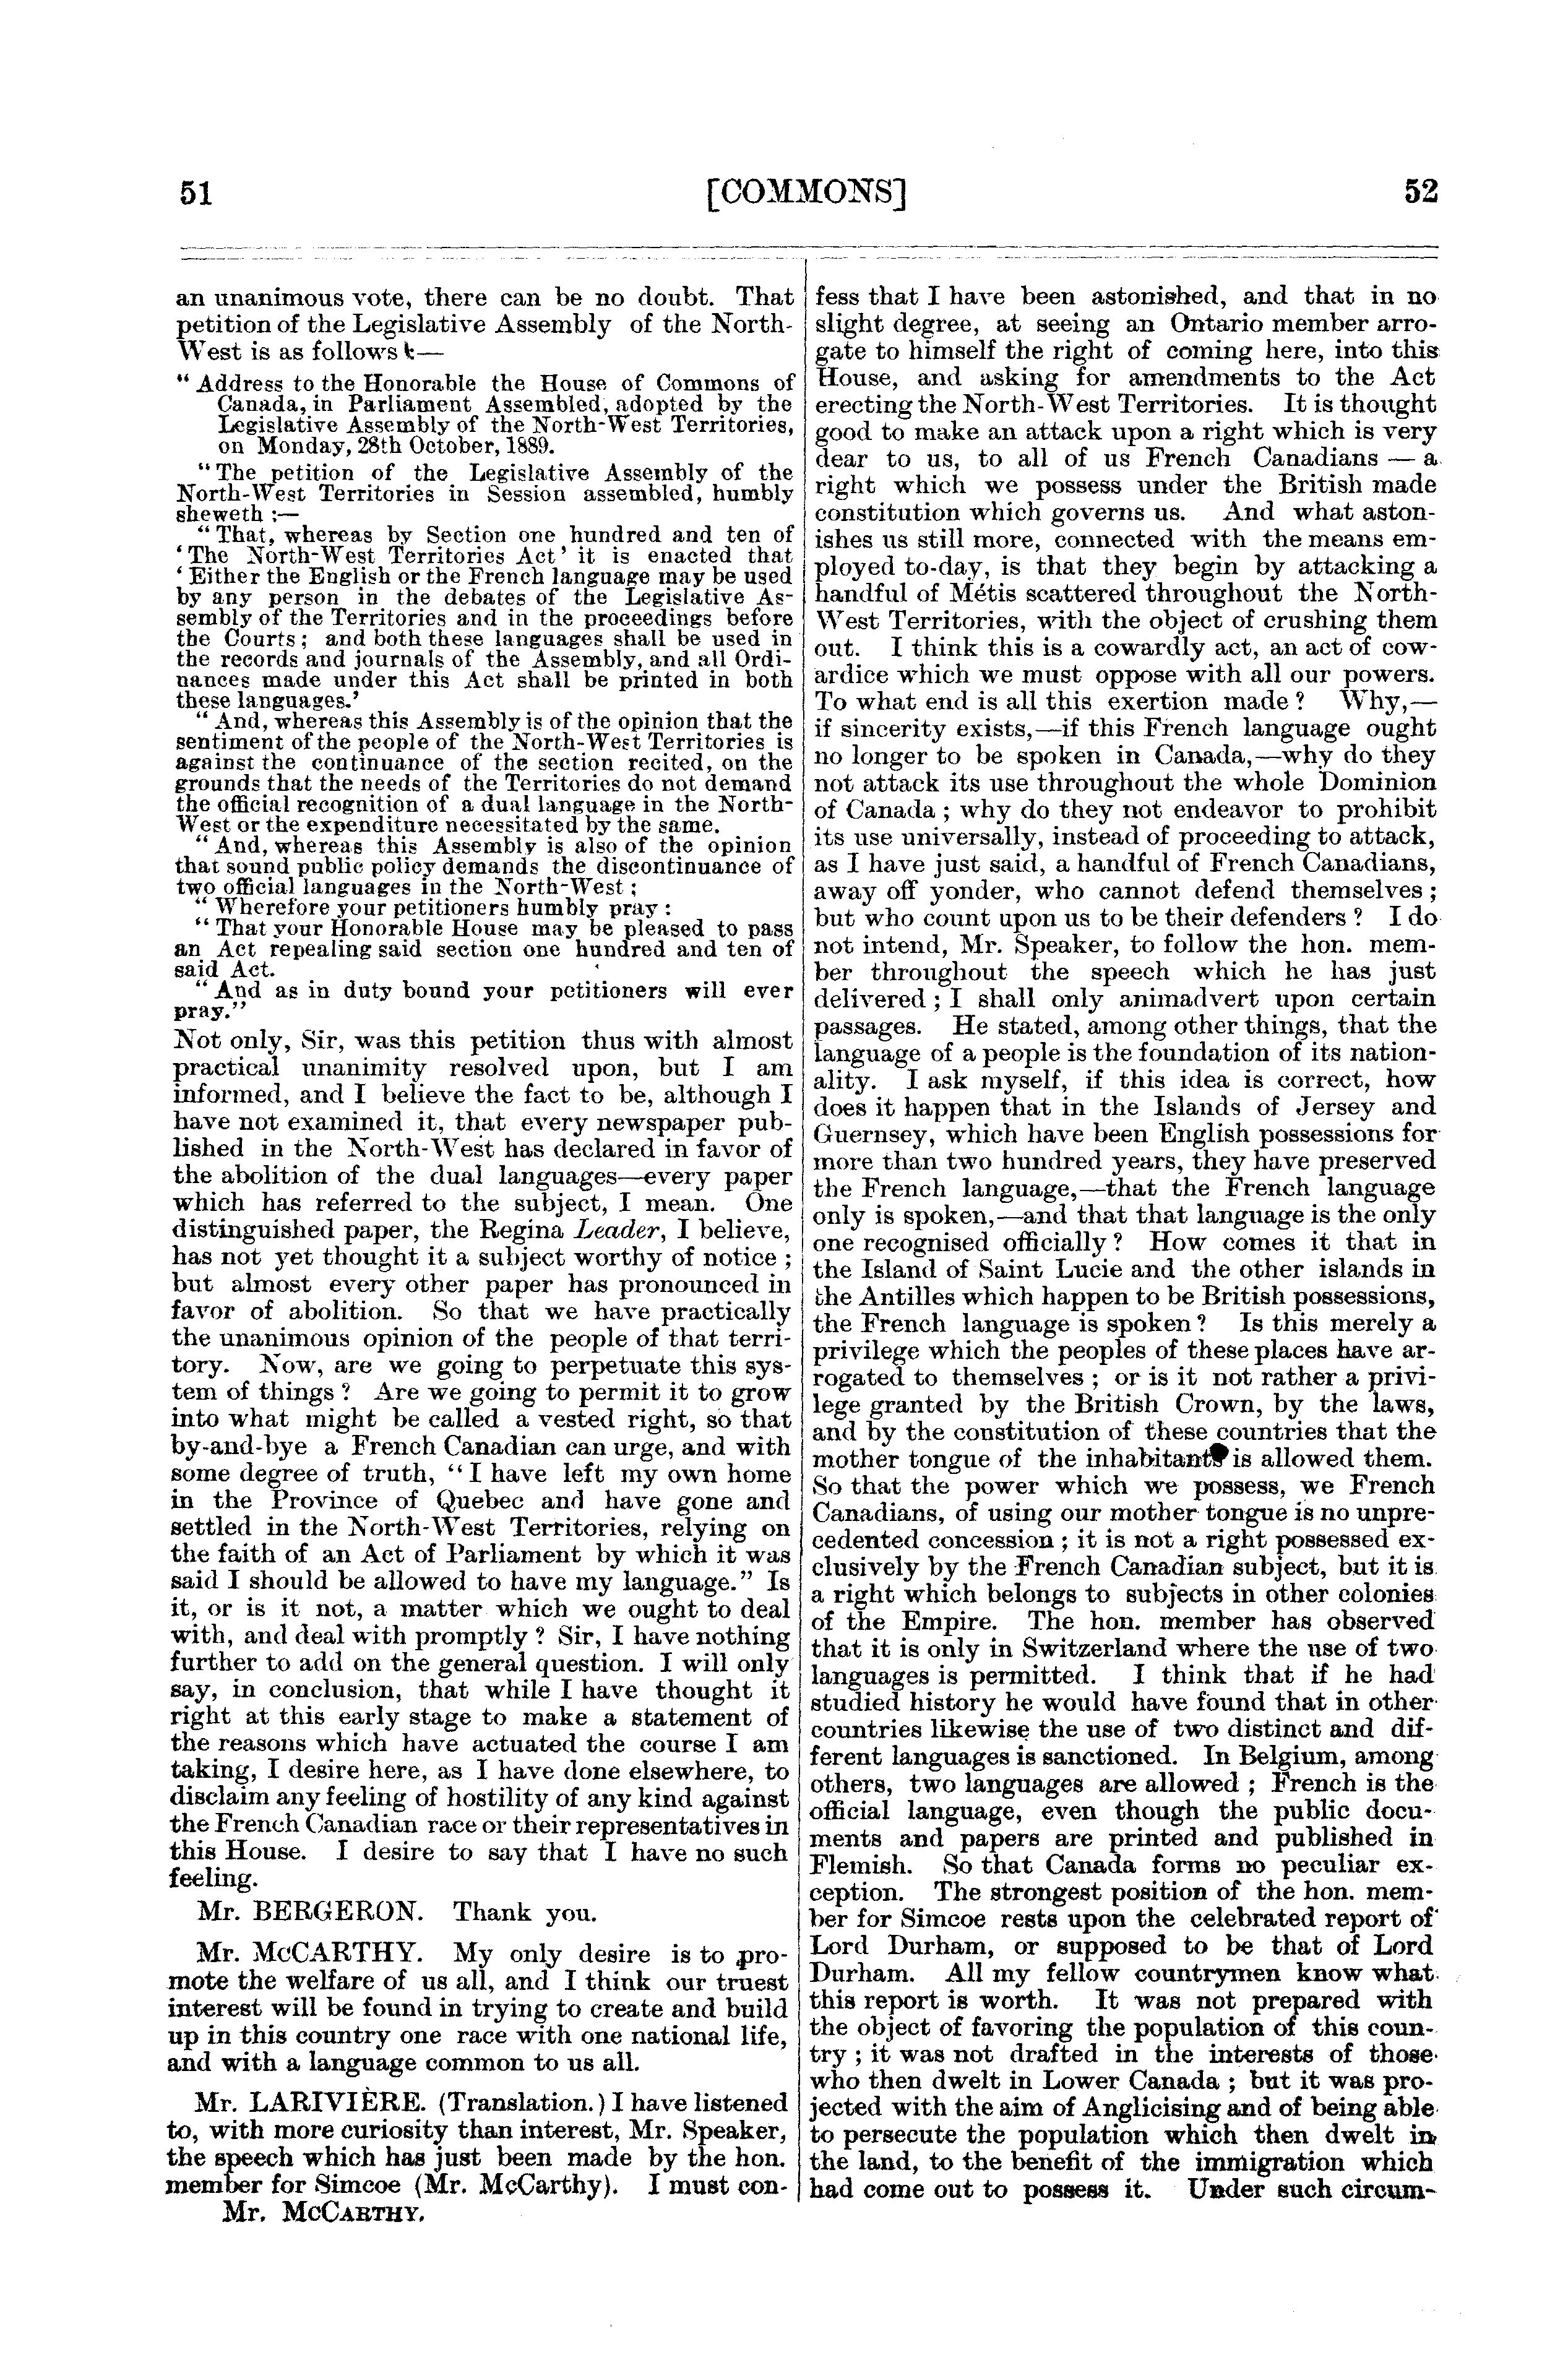 51 [COMMONS] 52
an unanimous vote, there can be no doubt. That
petition of the Legislative Assembly of the North-
West is as follows :—
“ Address to the Honorable the House of Commons of
Canada, in Parliament Assembled, adopted by the
Legislative Assembly of the North-West Territories,
on Monday, 28th October, 1889.
“The petition of the Legislative Assembly of the
North-West Territories in Session assembled, humbly
sheweth :—
“That, whereas by Section one hundred and ten of
‘The North-West Territories Act’ it is enacted that
‘ Either the English or the French language may be used
by any person in the debates of the Legislative As-
sembly of the Territories and in the proceedings before
the Courts ; and both these languages shall be used in
the records and journals of the Assembly, and all Ordi-
nances made under this Act shall be printed in both
these languages.’
“And, whereas this Assembly is of the opinion that the
sentiment of the people of the North-West Territories is
against the continuance of the section recited, on the
grounds that the needs of the Territories do not demand
the official recognition of a dual language in the North-
West or the expenditure necessitated by the same.
“And, whereas this Assembly is also of the opinion
that sound public policy demands the discontinuance of
two official languages in the North-West ;
“ Wherefore your petitioners humbly pray :
“That your Honorable House may be pleased to pass
an Act repealing said section one hundred and ten of
said Act.
“And as in duty bound your petitioners will ever
pray.”
Not only, Sir, was this petition thus with almost
practical unanimity resolved upon, but I am
informed, and I believe the fact to be, although I
have not examined it, that every newspaper pub-
lished in the North-West has declared in favor of
the abolition of the dual languages—every paper
which has referred to the subject, I mean. One
distinguished paper, the Regina Leader, I believe,
has not yet thought it a subject worthy of notice ;
but almost every other paper has pronounced in
favor of abolition. So that we have practically
the unanimous opinion of the people of that terri-
tory. Now, are we going to perpetuate this sys-
tem of things ? Are we going to permit it to grow
into what might be called a vested right, so that
by-and-bye a French Canadian can urge, and with
some degree of truth, “I have left my own home
in the Province of Quebec and have gone and
settled in the North-West Territories, relying on
the faith of an Act of Parliament by which it was
said I should be allowed to have my language.” Is
it, or is it not, a matter which we ought to deal
with, and deal with promptly ? Sir, I have nothing
further to add on the general question. I will only
say, in conclusion, that while I have thought it
right at this early stage to make a statement of
the reasons which have actuated the course I am
taking, I desire here, as I have done elsewhere, to
disclaim any feeling of hostility of any kind against
the French Canadian race or their representatives in
this House. I desire to say that I have no such
feeling.
Mr. BERGERON. Thank you.
Mr. McCARTHY. My only desire is to pro-
mote the welfare of us all, and I think our truest
interest will be found in trying to create and build
up in this country one race with one national life,
and with a language common to us all.
Mr. LARIVIÈRE. (Translation.) I have listened
to, with more curiosity than interest, Mr. Speaker,
the speech which has just been made by the hon.
member for Simcoe (Mr. McCarthy). I must con-
Mr. McCARTHY.
fess that I have been astonished, and that in no
slight degree, at seeing an Ontario member arro-
gate to himself the right of coming here, into this
House, and asking for amendments to the Act
erecting the North-West Territories. It is thought
good to make an attack upon a right which is very
dear to us, to all of us French Canadians — a
right which we possess under the British made
constitution which governs us. And what aston-
ishes us still more, connected with the means em-
ployed to-day, is that they begin by attacking a
handful of Métis scattered throughout the North-
West Territories, with the object of crushing them
out. I think this is a cowardly act, an act of cow-
ardice which we must oppose with all our powers.
To what end is all this exertion made ? Why,—
if sincerity exists,—if this French language ought
no longer to be spoken in Canada,—why do they
not attack its use throughout the whole Dominion
of Canada ; why do they not endeavor to prohibit
its use universally, instead of proceeding to attack,
as I have just said, a handful of French Canadians,
away off yonder, who cannot defend themselves ;
but who count upon us to be their defenders ? I do
not intend, Mr. Speaker, to follow the hon. mem-
ber throughout the speech which he has just
delivered ; I shall only animadvert upon certain
passages. He stated, among other things, that the
language of a people is the foundation of its nation-
ality. I ask myself, if this idea is correct, how
does it happen that in the Islands of Jersey and
Guernsey, which have been English possessions for
more than two hundred years, they have preserved
the French language,—that the French language
only is spoken,—and that that language is the only
one recognised officially ? How comes it that in
the Island of Saint Lucie and the other islands in
the Antilles which happen to be British possessions,
the French language is spoken ? Is this merely a
privilege which the peoples of these places have ar-
rogated to themselves ; or is it not rather a privi-
lege granted by the British Crown, by the laws,
and by the constitution of these countries that the
mother tongue of the inhabitants is allowed them.
So that the power which we possess, we French
Canadians, of using our mother tongue is no unpre-
cedented concession ; it is not a right possessed ex-
clusively by the French Canadian subject, but it is
a right which belongs to subjects in other colonies
of the Empire. The hon. member has observed
that it is only in Switzerland where the use of two
languages is permitted. I think that if he had
studied history he would have found that in other
countries likewise the use of two distinct and dif-
ferent languages is sanctioned. In Belgium, among
others, two languages are allowed ; French is the
official language, even though the public docu-
ments and papers are printed and published in
Flemish. So that Canada forms no peculiar ex-
ception. The strongest position of the hon. mem-
ber for Simcoe rests upon the celebrated report of
Lord Durham, or supposed to be that of Lord
Durham. All my fellow countrymen know what
this report is worth. It was not prepared with
the object of favoring the population of this coun-
try ; it was not drafted in the interests of those
who then dwelt in Lower Canada ; but it was pro-
jected with the aim of Anglicising and of being able
to persecute the population which then dwelt in
the land, to the benefit of the immigration which
had come out to possess it. Under such circum-